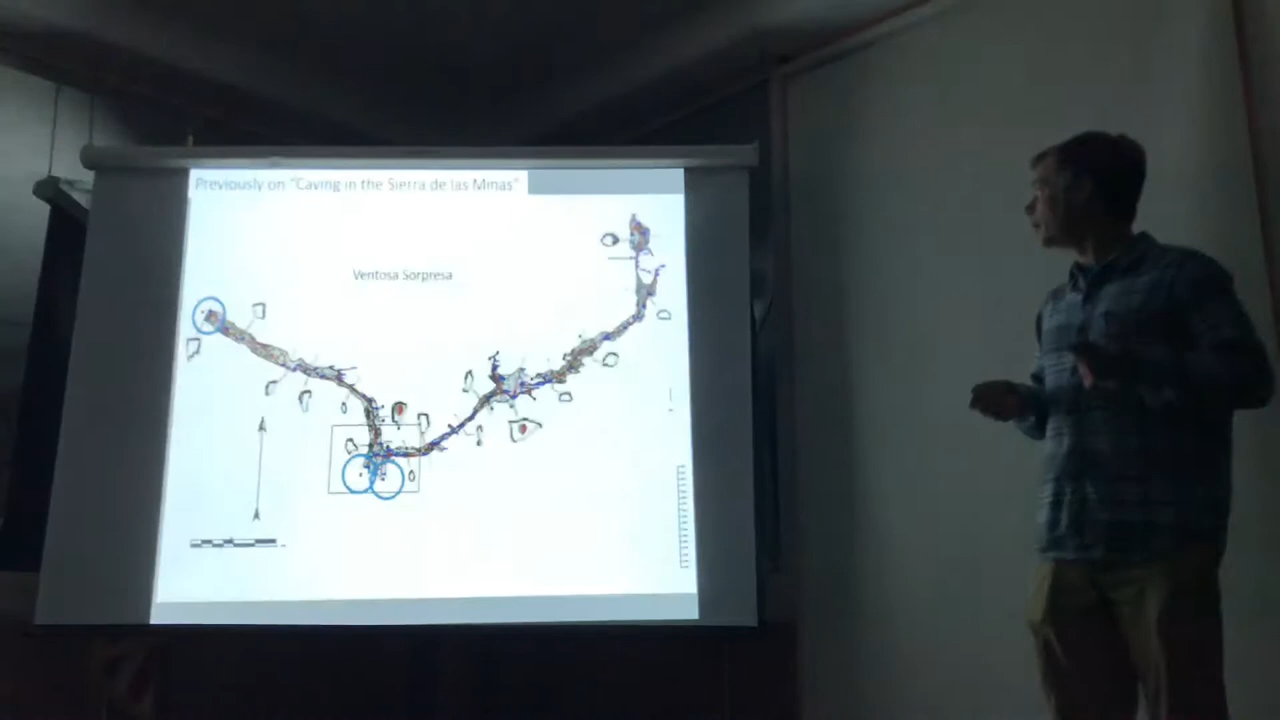 Previously on "Caving in the Sierra de las Minas"
Ventosa Sorpresa